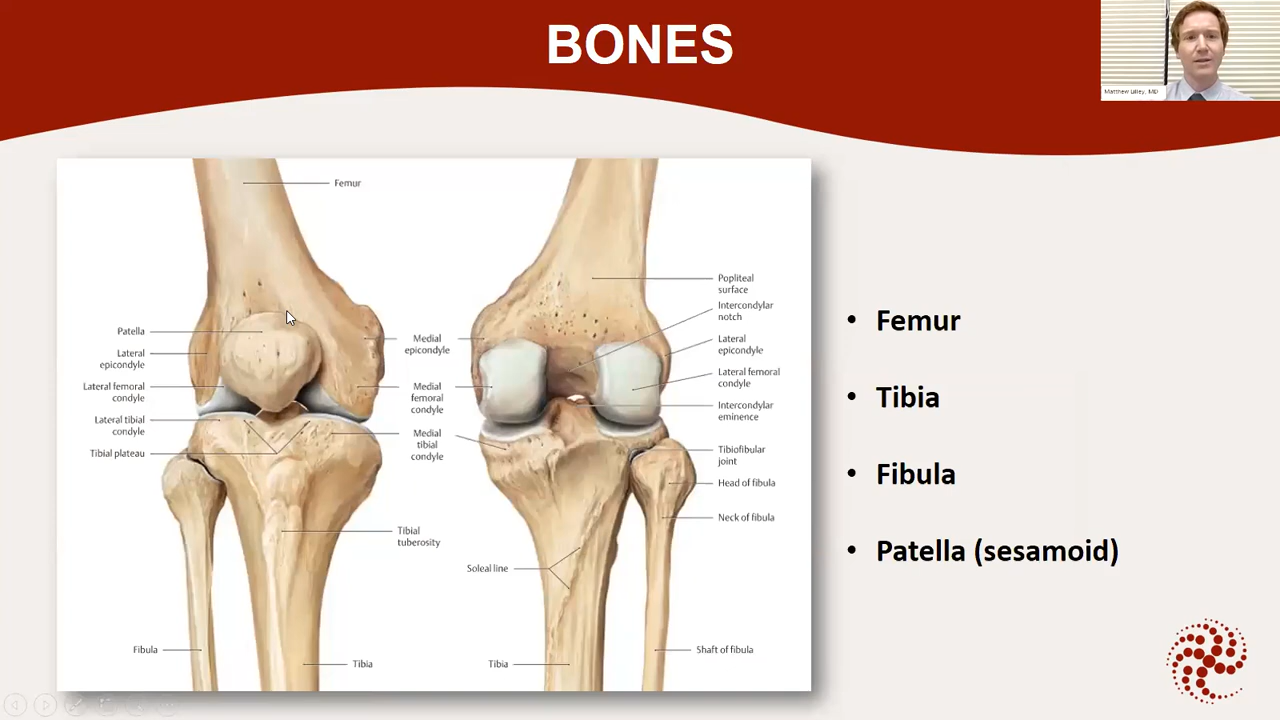 BONES
Matthew Lilley, MD
Femur
Patella
Lateral
epicondyle
Lateral femoral
condyle
Lateral tibial
condyle
Tibial plateau
Fibula
Medial
epicondyle
Medial
femoral
condyle
Medial
tibial
condyle
Tibial
tuberosity
Tibia
Soleal line
Tibia
Popliteal
surface
Intercondylar
notch
Lateral
epicondyle
Lateral femoral
condyle
Intercondylar
eminence
Tibiofibular
joint
Head of fibula
Neck of fibula
Shaft of fibula
• Femur
• Tibia
• Fibula
• Patella (sesamoid)